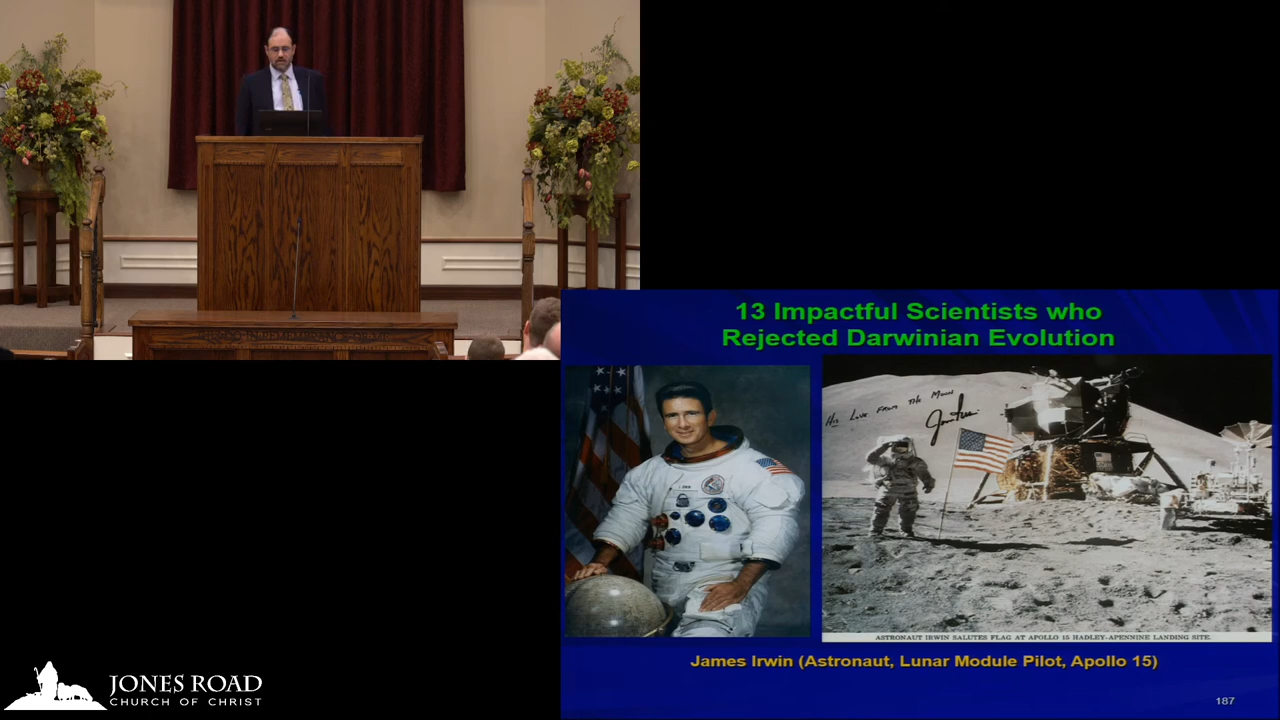 13 Impactful Scientists who
Rejected Darwinian Evolution
HIS LOVE FROM THE MOON
ASTRONAUT IRWIN SALUTES FLAG AT APOLLO 15 HADLEY-APENNINE LANDING SITE.
James Irwin (Astronaut, Lunar Module Pilot, Apollo 15)
187
JONES ROAD
CHURCH OF CHRIST